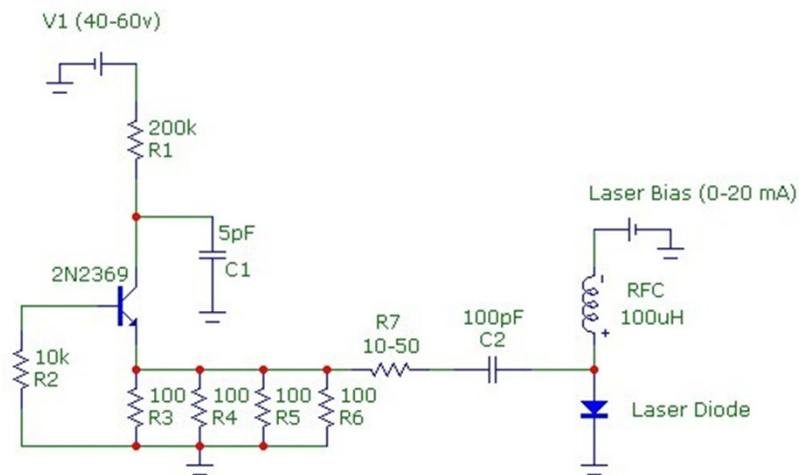 V1 (40-60v)
200k
R1
Laser Bias (0-20 mA)
5pF
C1
2N2369
-
RFC
100uH
+
R7
10-50
100pF
C2
10k
R2
100
R3
100
R4
100
R5
100
R6
Laser Diode